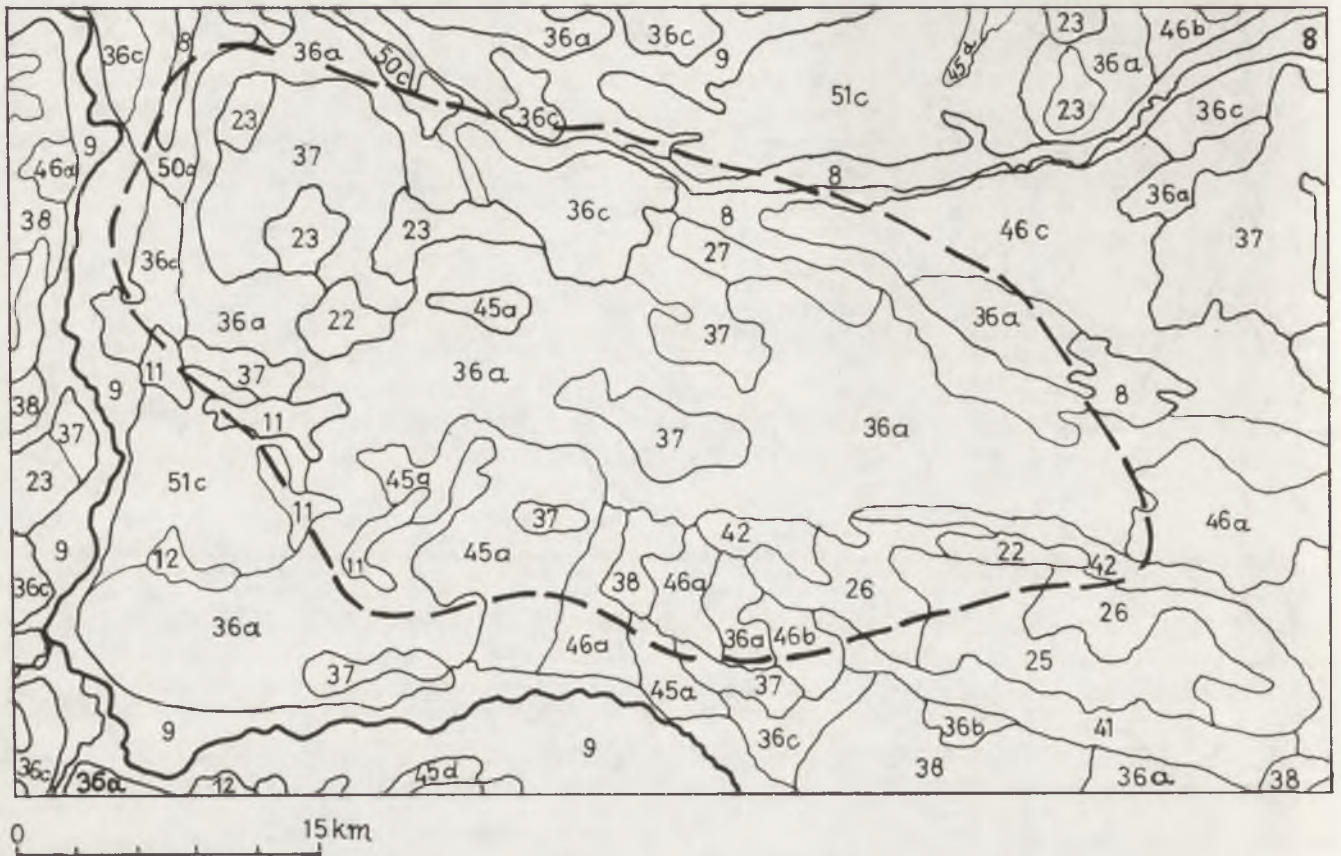 36a 36c 23 46b
36c 8 36a 9 45d 8
50c 36a
51c
23 36c 23 36c
9 37
46a 50a 8
36a
38 36c 8
23 23 46c 37
36c 27
45a
36a 22 36a
37
11 37 36a
9 8
38
11
37 37 36a
23 51c 45a
11 37 46a
42
9 12 45a 22
11 38 46a 26 42
36c 26
36a 36a 46b
46a 25
37 45a 37
9 36b 41
9 36c
36c 36a 12 45d 38 36a 38
0 15km